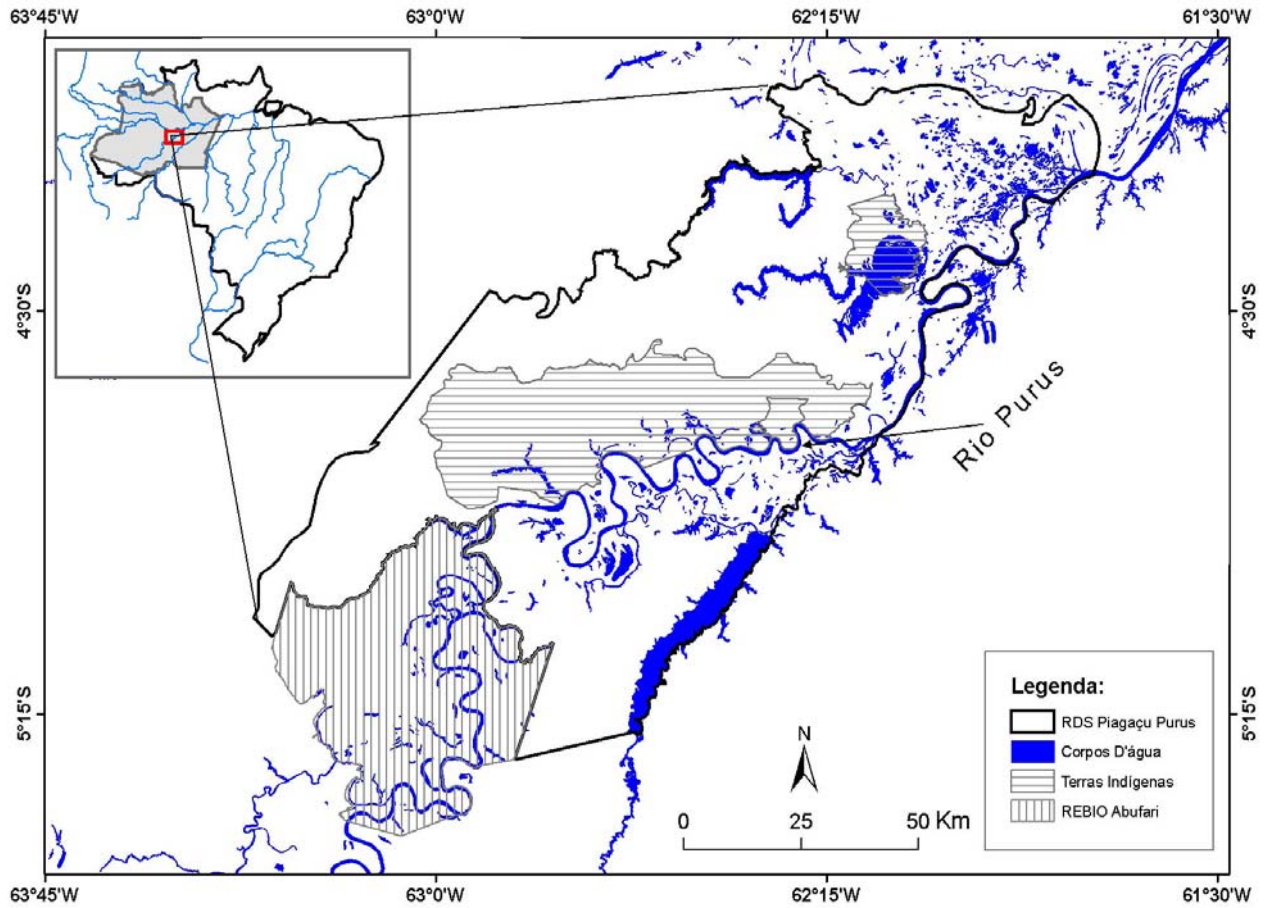 63°45'W 63°0'W 62°15'W 61°30'W
4°30'S 4°30'S
Rio Purus
5°15'S 5°15'S
N
0 25 50 Km
Legenda:
RDS Piagaçu Purus
Corpos D'água
Terras Indígenas
REBIO Abufari
63°45'W 63°0'W 62°15'W 61°30'W